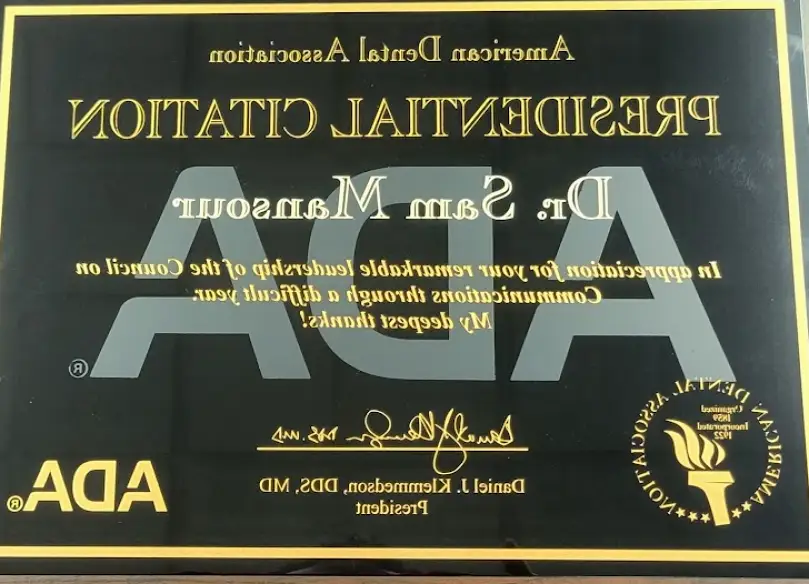 American Dental Association
PRESIDENTIAL CITATION
ADA®
Dr. Sam Mansour
In appreciation for your remarkable leadership of the Council on
Communications through a difficult year.
My deepest thanks!
Daniel J. Klemmedson, DDS, MD
President
AMERICAN DENTAL ASSOCIATION
Organized
1859
Incorporated
1922
ADA®